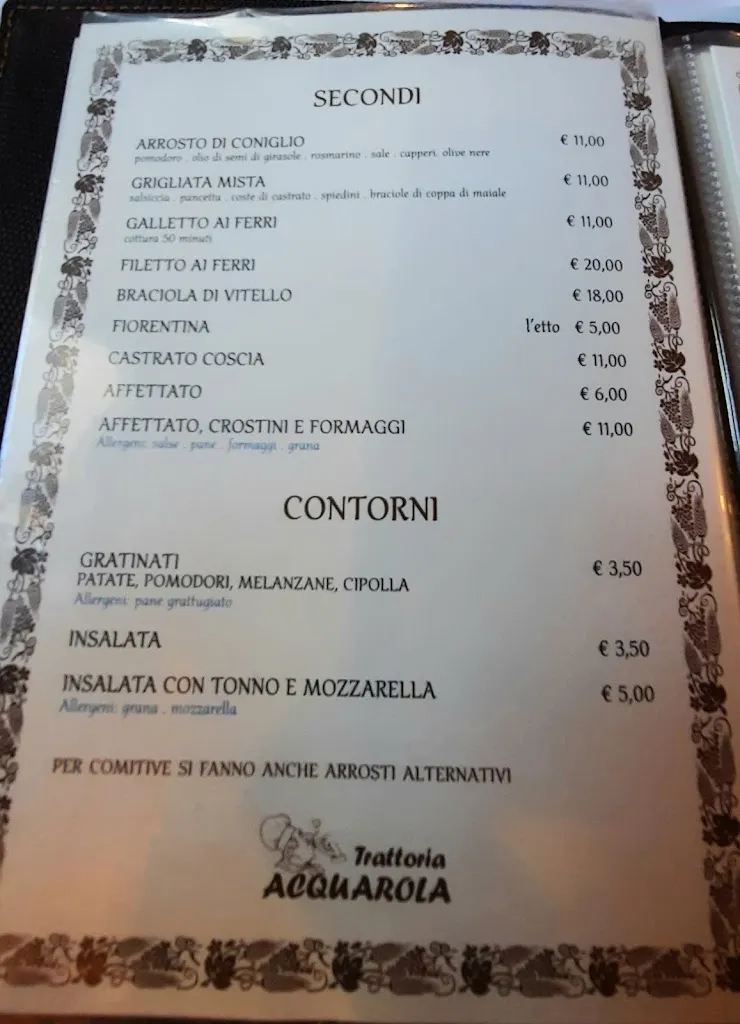 SECONDI
ARROSTO DI CONIGLIO € 11,00
pomodoro . olio di semi di girasole . rosmarino . sale . capperi. olive nere
GRIGLIATA MISTA € 11,00
salsiccia . pancetta . coste di castrato . spiedini . braciole di coppa di maiale
GALLETTO AI FERRI € 11,00
cottura 50 minuti
FILETTO AI FERRI € 20,00
BRACIOLA DI VITELLO € 18,00
FIORENTINA l'etto € 5,00
CASTRATO COSCIA € 11,00
AFFETTATO € 6,00
AFFETTATO, CROSTINI E FORMAGGI € 11,00
Allergeni: salse . pane . formaggi . grana
CONTORNI
GRATINATI € 3,50
PATATE, POMODORI, MELANZANE, CIPOLLA
Allergeni: pane grattugiato
INSALATA € 3,50
INSALATA CON TONNO E MOZZARELLA € 5,00
Allergeni: grana . mozzarella
PER COMITIVE SI FANNO ANCHE ARROSTI ALTERNATIVI
Trattoria
ACQUAROLA